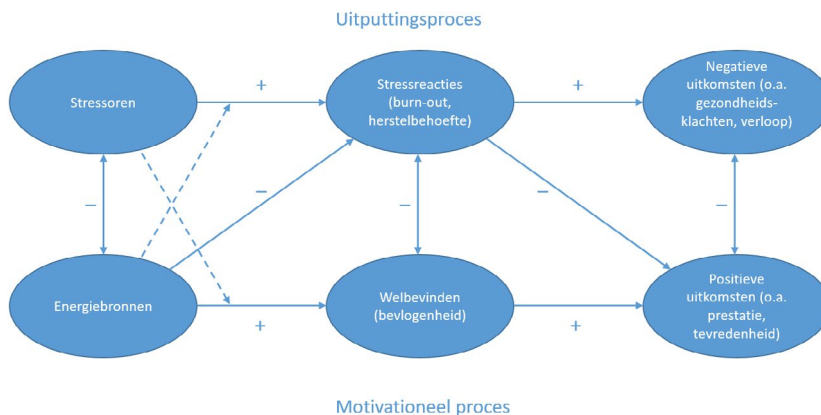 Uitputtingsproces
Stressoren
+
Stressreacties
(burn-out,
herstelbehoefte)
+
Negatieve
uitkomsten (o.a.
gezondheids-
klachten, verloop)
–
–
–
–
–
Energiebronnen
+
Welbevinden
(bevlogenheid)
+
Positieve
uitkomsten (o.a.
prestatie,
tevredenheid)
Motivationeel proces